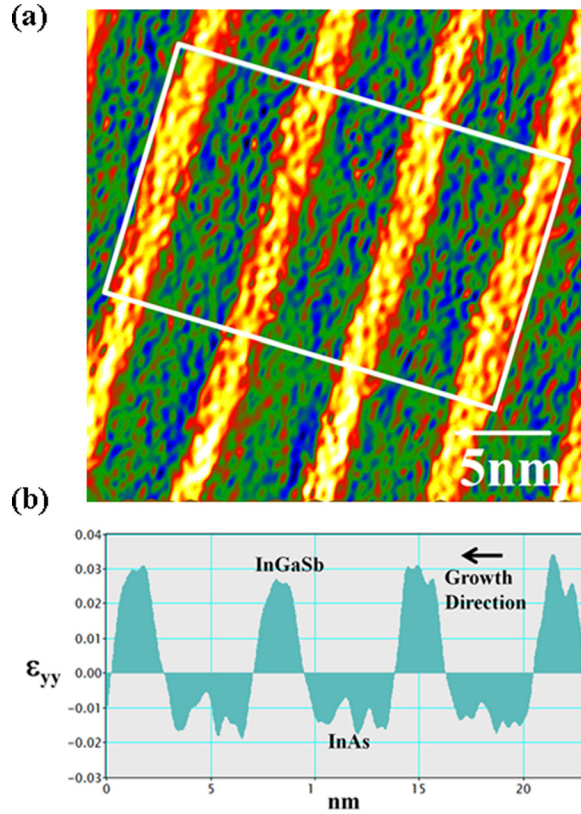 (a)
5nm
(b)
0.04
0.03
InGaSb
Growth
Direction
0.02
0.01
εyy
0.00
-0.01
-0.02
InAs
-0.03
0 5 1 15 20
nm